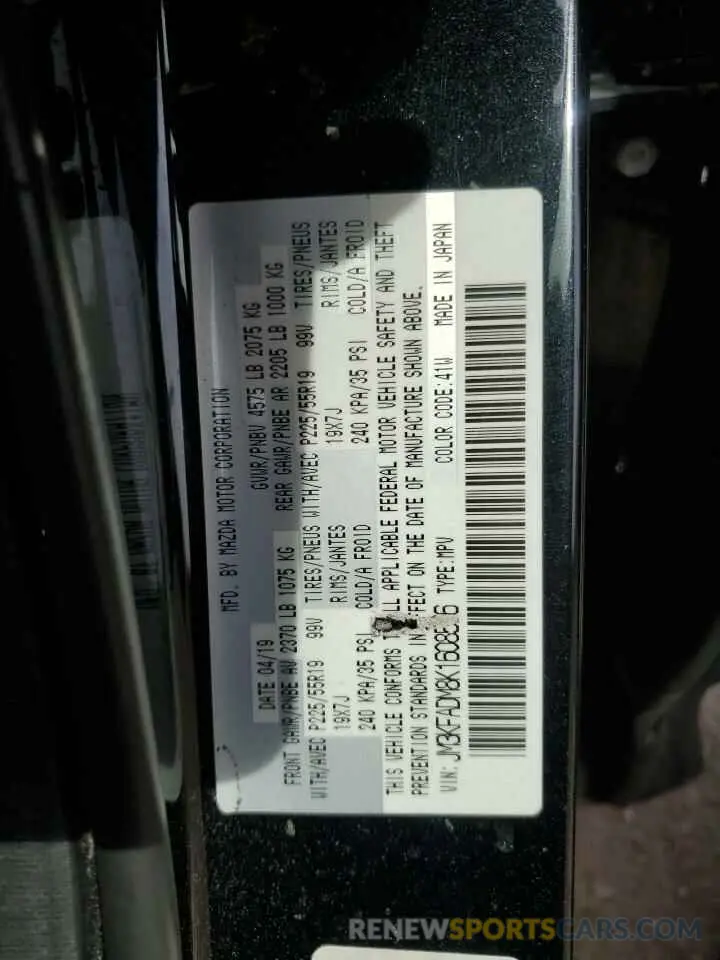 MFD. BY MAZDA MOTOR CORPORATION
DATE 04/19 GVWR/PNBV 4575 LB 2075 KG
FRONT GAWR/PNBE AV 2370 LB 1075 KG REAR GAWR/PNBE AR 2205 LB 1000 KG
WITH/AVEC P225/55R19 99V TIRES/PNEUS WITH/AVEC P225/55R19 99V TIRES/PNEUS
19X7J RIMS/JANTES 19X7J RIMS/JANTES
240 KPA/35 PSI COLD/A FROID 240 KPA/35 PSI COLD/A FROID
THIS VEHICLE CONFORMS ALL APPLICABLE FEDERAL MOTOR VEHICLE SAFETY AND THEFT
PREVENTION STANDARDS IN EFFECT ON THE DATE OF MANUFACTURE SHOWN ABOVE.
VIN: TYPE:MPV COLOR CODE:41W MADE IN JAPAN
RENEWSPORTSCARS.COM